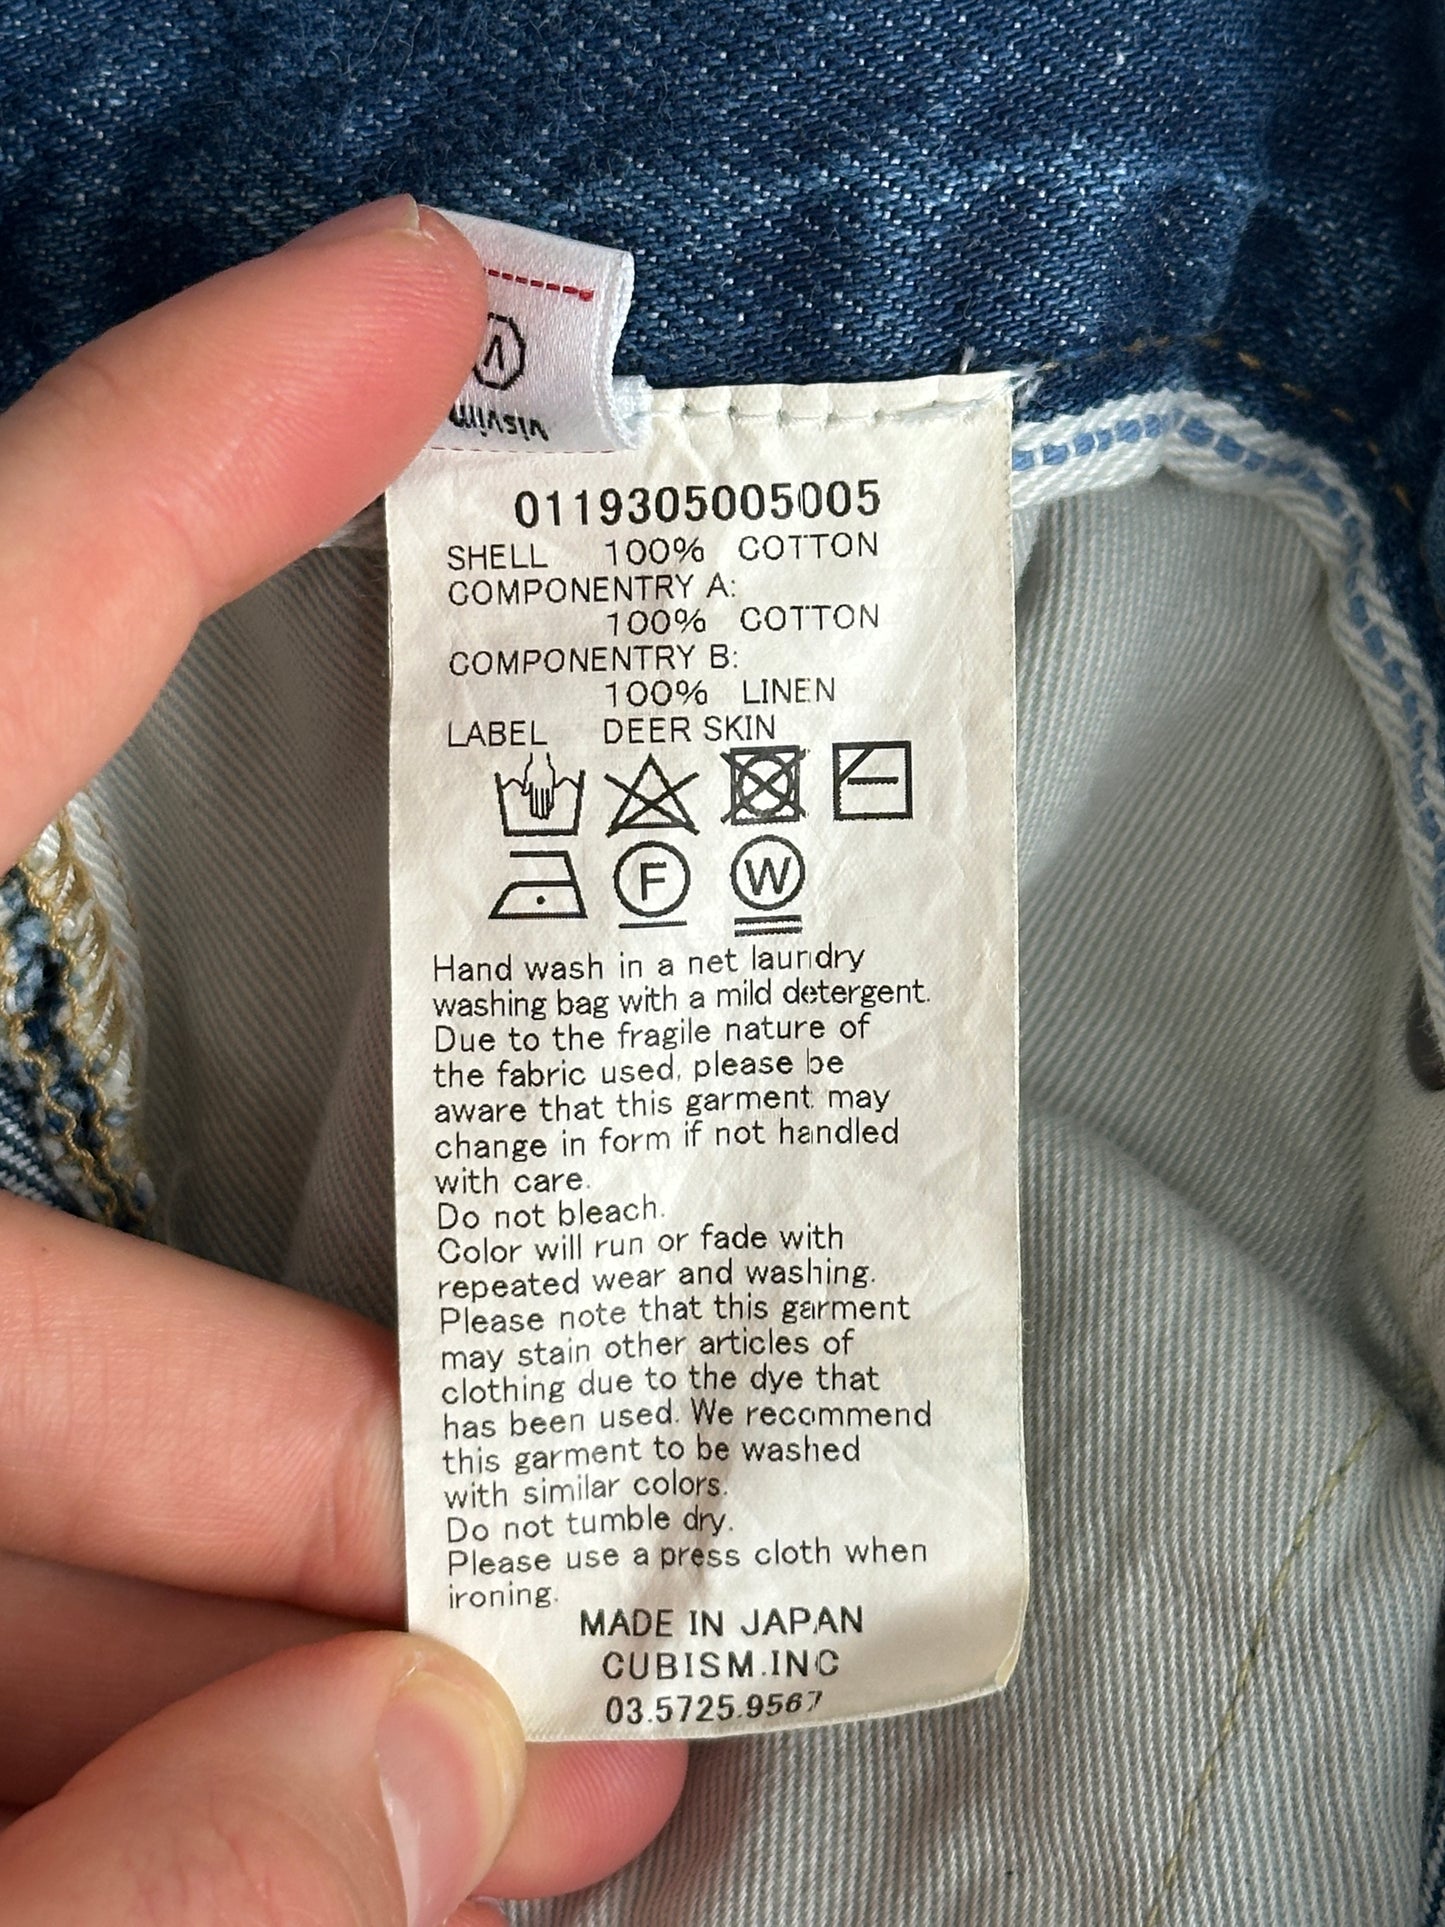 visvim
0119305005005
SHELL 100% COTTON
COMPONENTRY A:
100% COTTON
COMPONENTRY B:
100% LINEN
LABEL DEER SKIN
F W
Hand wash in a net laundry
washing bag with a mild detergent.
Due to the fragile nature of
the fabric used, please be
aware that this garment may
change in form if not handled
with care.
Do not bleach.
Color will run or fade with
repeated wear and washing.
Please note that this garment
may stain other articles of
clothing due to the dye that
has been used. We recommend
this garment to be washed
with similar colors.
Do not tumble dry.
Please use a press cloth when
ironing.
MADE IN JAPAN
CUBISM.INC
03.5725.9567